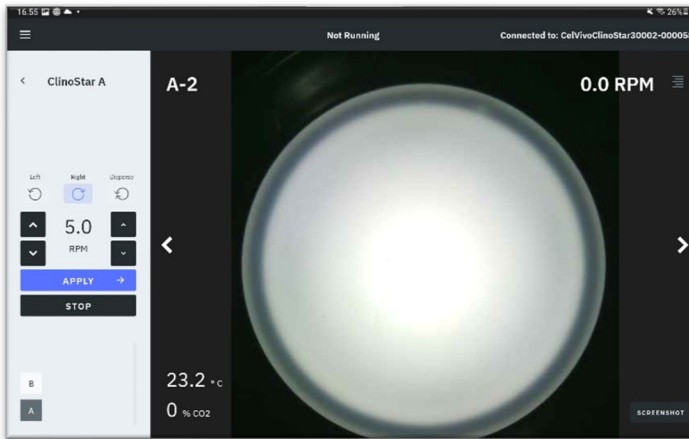 16.55 26%
Not Running
Connected to: CelVivoClinoStar30002-00005
ClinoStar A
A-2
0.0 RPM
Left Right Disperse
5.0
RPM
APPLY
STOP
B
A
23.2 °C
0 % CO2
SCREENSHOT